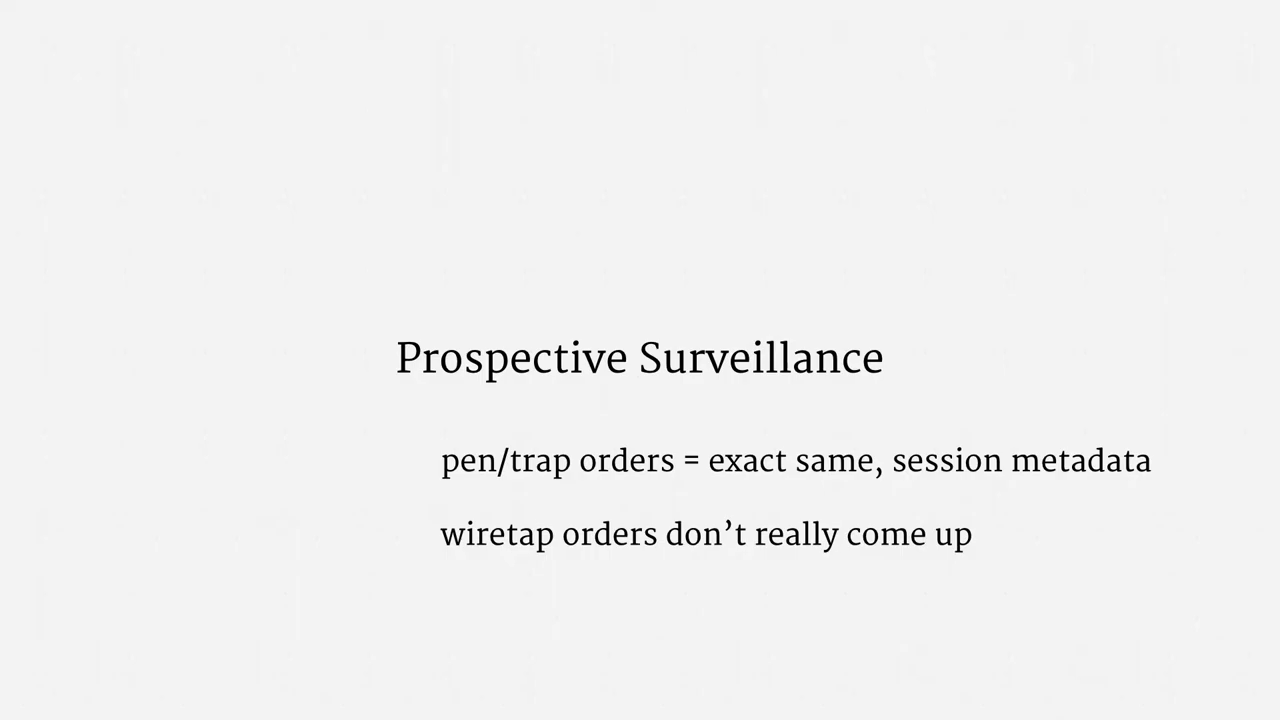 Prospective Surveillance
pen/trap orders = exact same, session metadata
wiretap orders don’t really come up